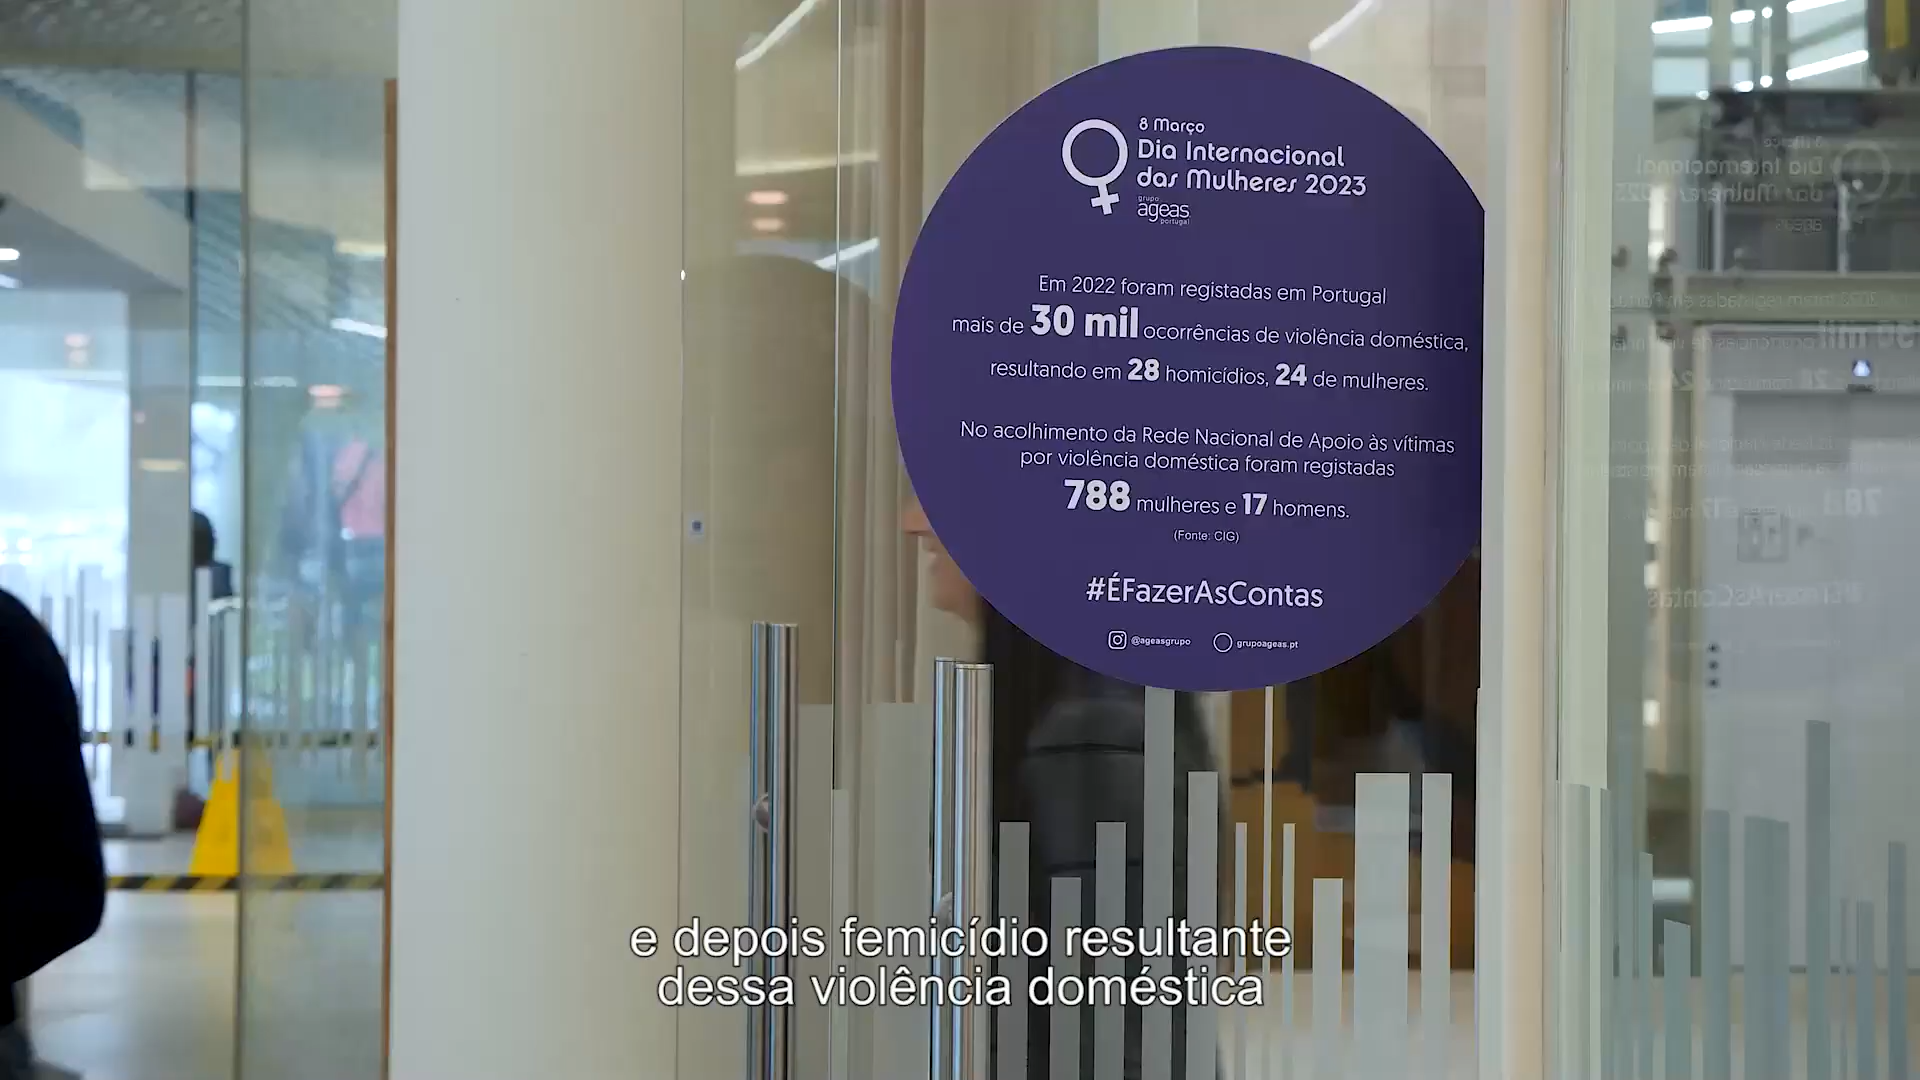 8 Março
Dia Internacional
das Mulheres 2023
grupo
ageas
portugal
Em 2022 foram registadas em Portugal
mais de 30 mil ocorrências de violência doméstica,
resultando em 28 homicídios, 24 de mulheres.
No acolhimento da Rede Nacional de Apoio às vítimas
por violência doméstica foram registadas
788 mulheres e 17 homens.
(Fonte: CIG)
#ÉFazerAsContas
@ageasgrupo grupoageas.pt
e depois femicídio resultante
dessa violência doméstica